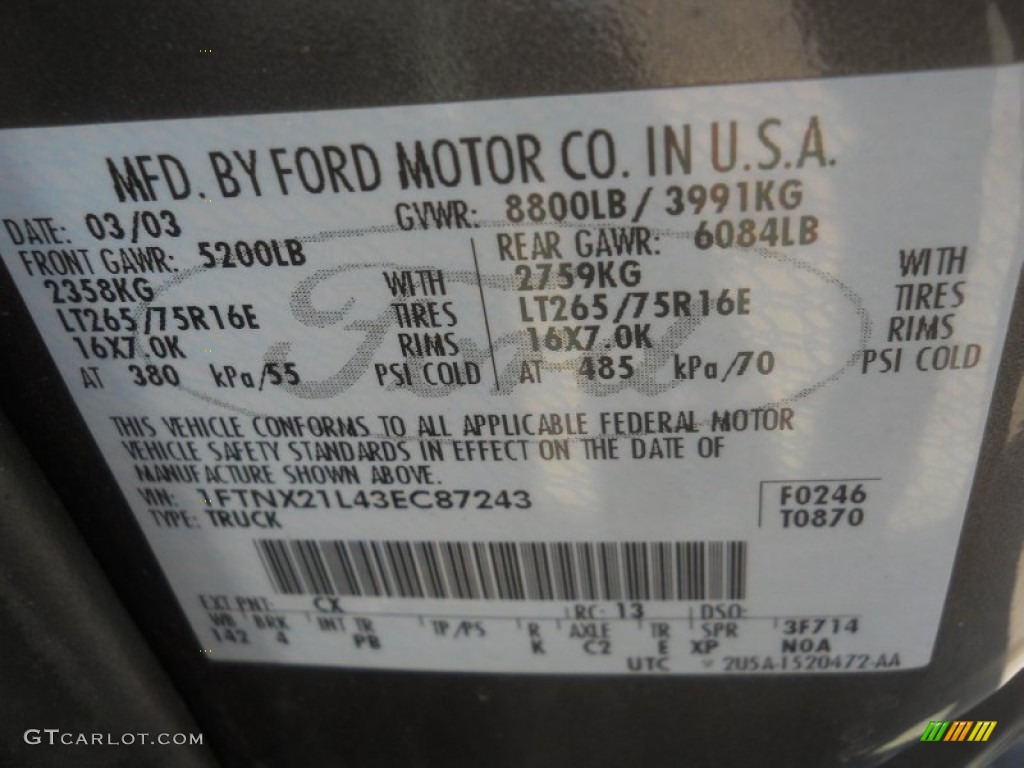 MFD. BY FORD MOTOR CO. IN U.S.A.
DATE: 03/03 GVWR: 8800LB/ 3991KG
FRONT GAWR: 5200LB REAR GAWR: 6084LB
2358KG WITH 2759KG WITH
LT265/75R16E TIRES LT265/75R16E TIRES
16X7.0K RIMS 16X7.0K RIMS
AT 380 kPa/55 PSI COLD AT 485 kPa/70 PSI COLD
Ford
THIS VEHICLE CONFORMS TO ALL APPLICABLE FEDERAL MOTOR
VEHICLE SAFETY STANDARDS IN EFFECT ON THE DATE OF
MANUFACTURE SHOWN ABOVE.
VIN: 1FTNX21L43EC87243 F0246
TYPE: TRUCK T0870
EXT PNT: CX RC: 13 DSO:
WB BRK INT TR TP/PS R AXLE TR SPR 3F714
142 4 PB K C2 E XP NOA
UTC 2U5A-1520472-AA
GTCARLOT.COM